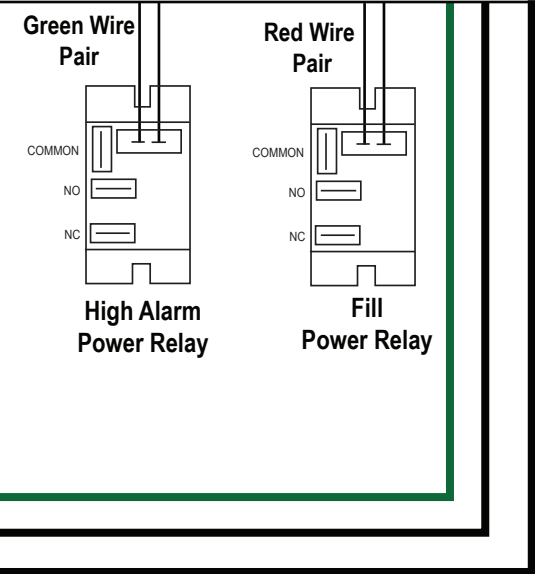 Green Wire
Pair
COMMON
NO
NC
High Alarm
Power Relay
Red Wire
Pair
COMMON
NO
NC
Fill
Power Relay